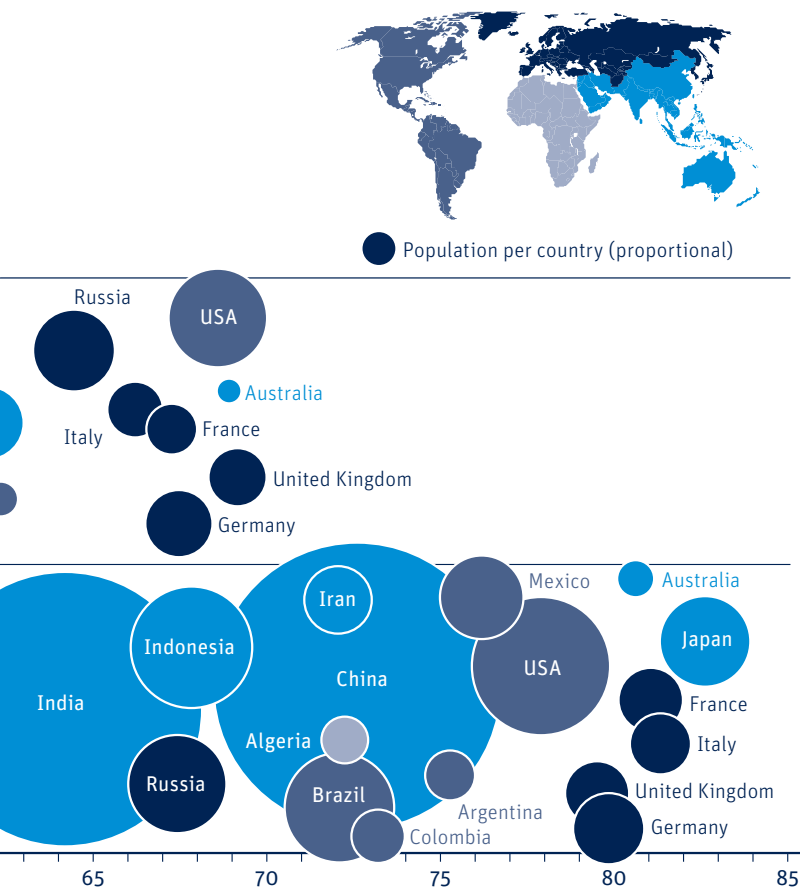 Population per country (proportional)
Russia
USA
Australia
Italy
France
United Kingdom
Germany
Mexico
Australia
Iran
Japan
Indonesia
USA
China
India
France
Algeria
Italy
Russia
Brazil
United Kingdom
Argentina
Colombia
Germany
65 70 75 80 85